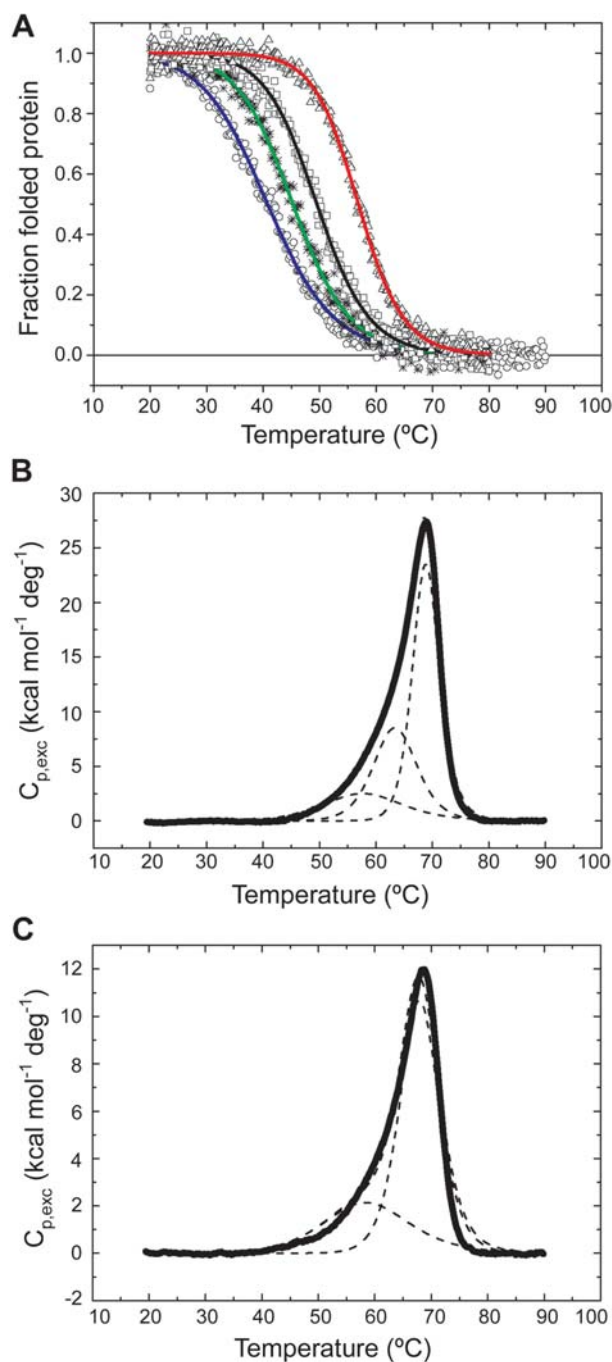 A
Fraction folded protein
1.0
0.8
0.6
0.4
0.2
0.0
10 20 30 40 50 60 70 80 90 100
Temperature (ºC)
B
C_{p,exc} (kcal mol⁻¹ deg⁻¹)
30
25
20
15
10
5
0
10 20 30 40 50 60 70 80 90 100
Temperature (ºC)
C
C_{p,exc} (kcal mol⁻¹ deg⁻¹)
12
10
8
6
4
2
0
-2
10 20 30 40 50 60 70 80 90 100
Temperature (ºC)